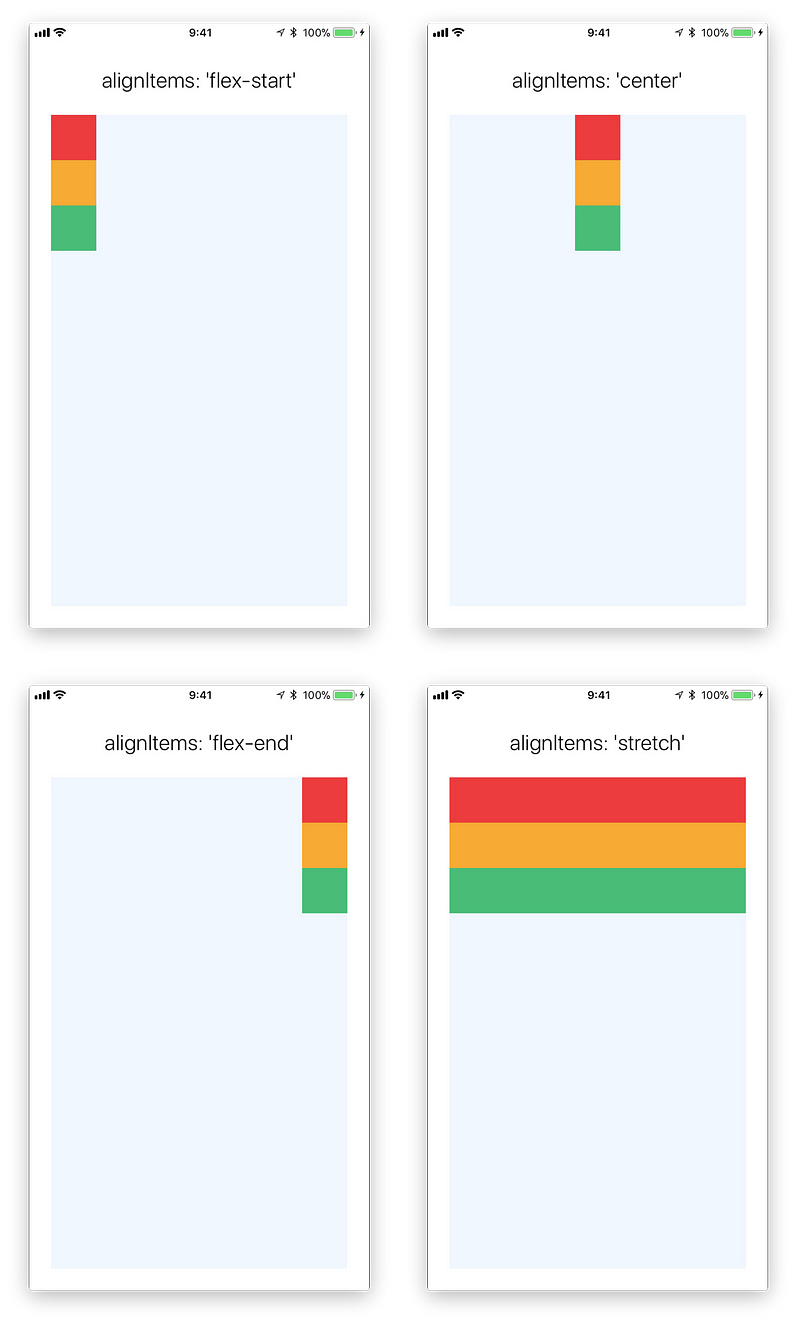 9:41 100%
alignItems: 'flex-start'
9:41 100%
alignItems: 'center'
9:41 100%
alignItems: 'flex-end'
9:41 100%
alignItems: 'stretch'